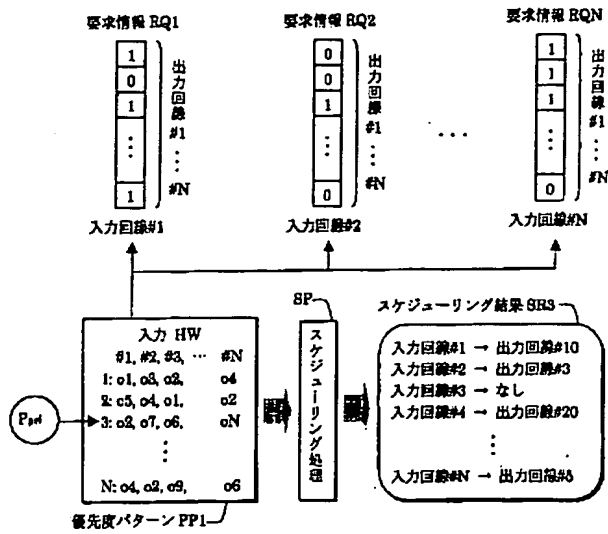 要求情報 RQ1
1
0
1
⋮
1
出力回線#1 … #N
入力回線#1
要求情報 RQ2
0
0
1
⋮
0
出力回線#1 … #N
入力回線#2
…
要求情報 RQN
1
1
1
⋮
0
出力回線#1 … #N
入力回線#N
入力 HW
#1, #2, #3, … #N
1: o1, o3, o2, o4
2: o5, o4, o1, o2
3: o2, o7, o6, oN
⋮
N: o4, o2, o9, o6
優先度パターン PP1
SP
スケジューリング処理
スケジューリング結果 SR3
入力回線#1 → 出力回線#10
入力回線#2 → 出力回線#3
入力回線#3 → なし
入力回線#4 → 出力回線#20
⋮
入力回線#N → 出力回線#8